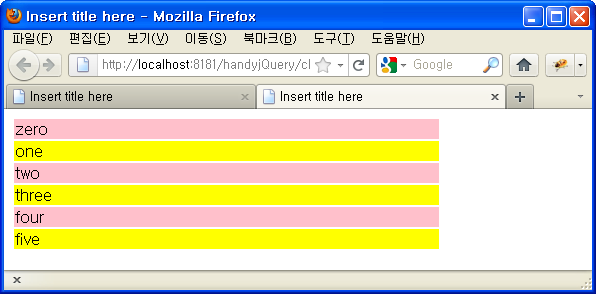 Insert title here - Mozilla Firefox
파일(F) 편집(E) 보기(V) 이동(S) 북마크(B) 도구(T) 도움말(H)
http://localhost:8181/handyjQuery/cl Google
Insert title here Insert title here
zero
one
two
three
four
five